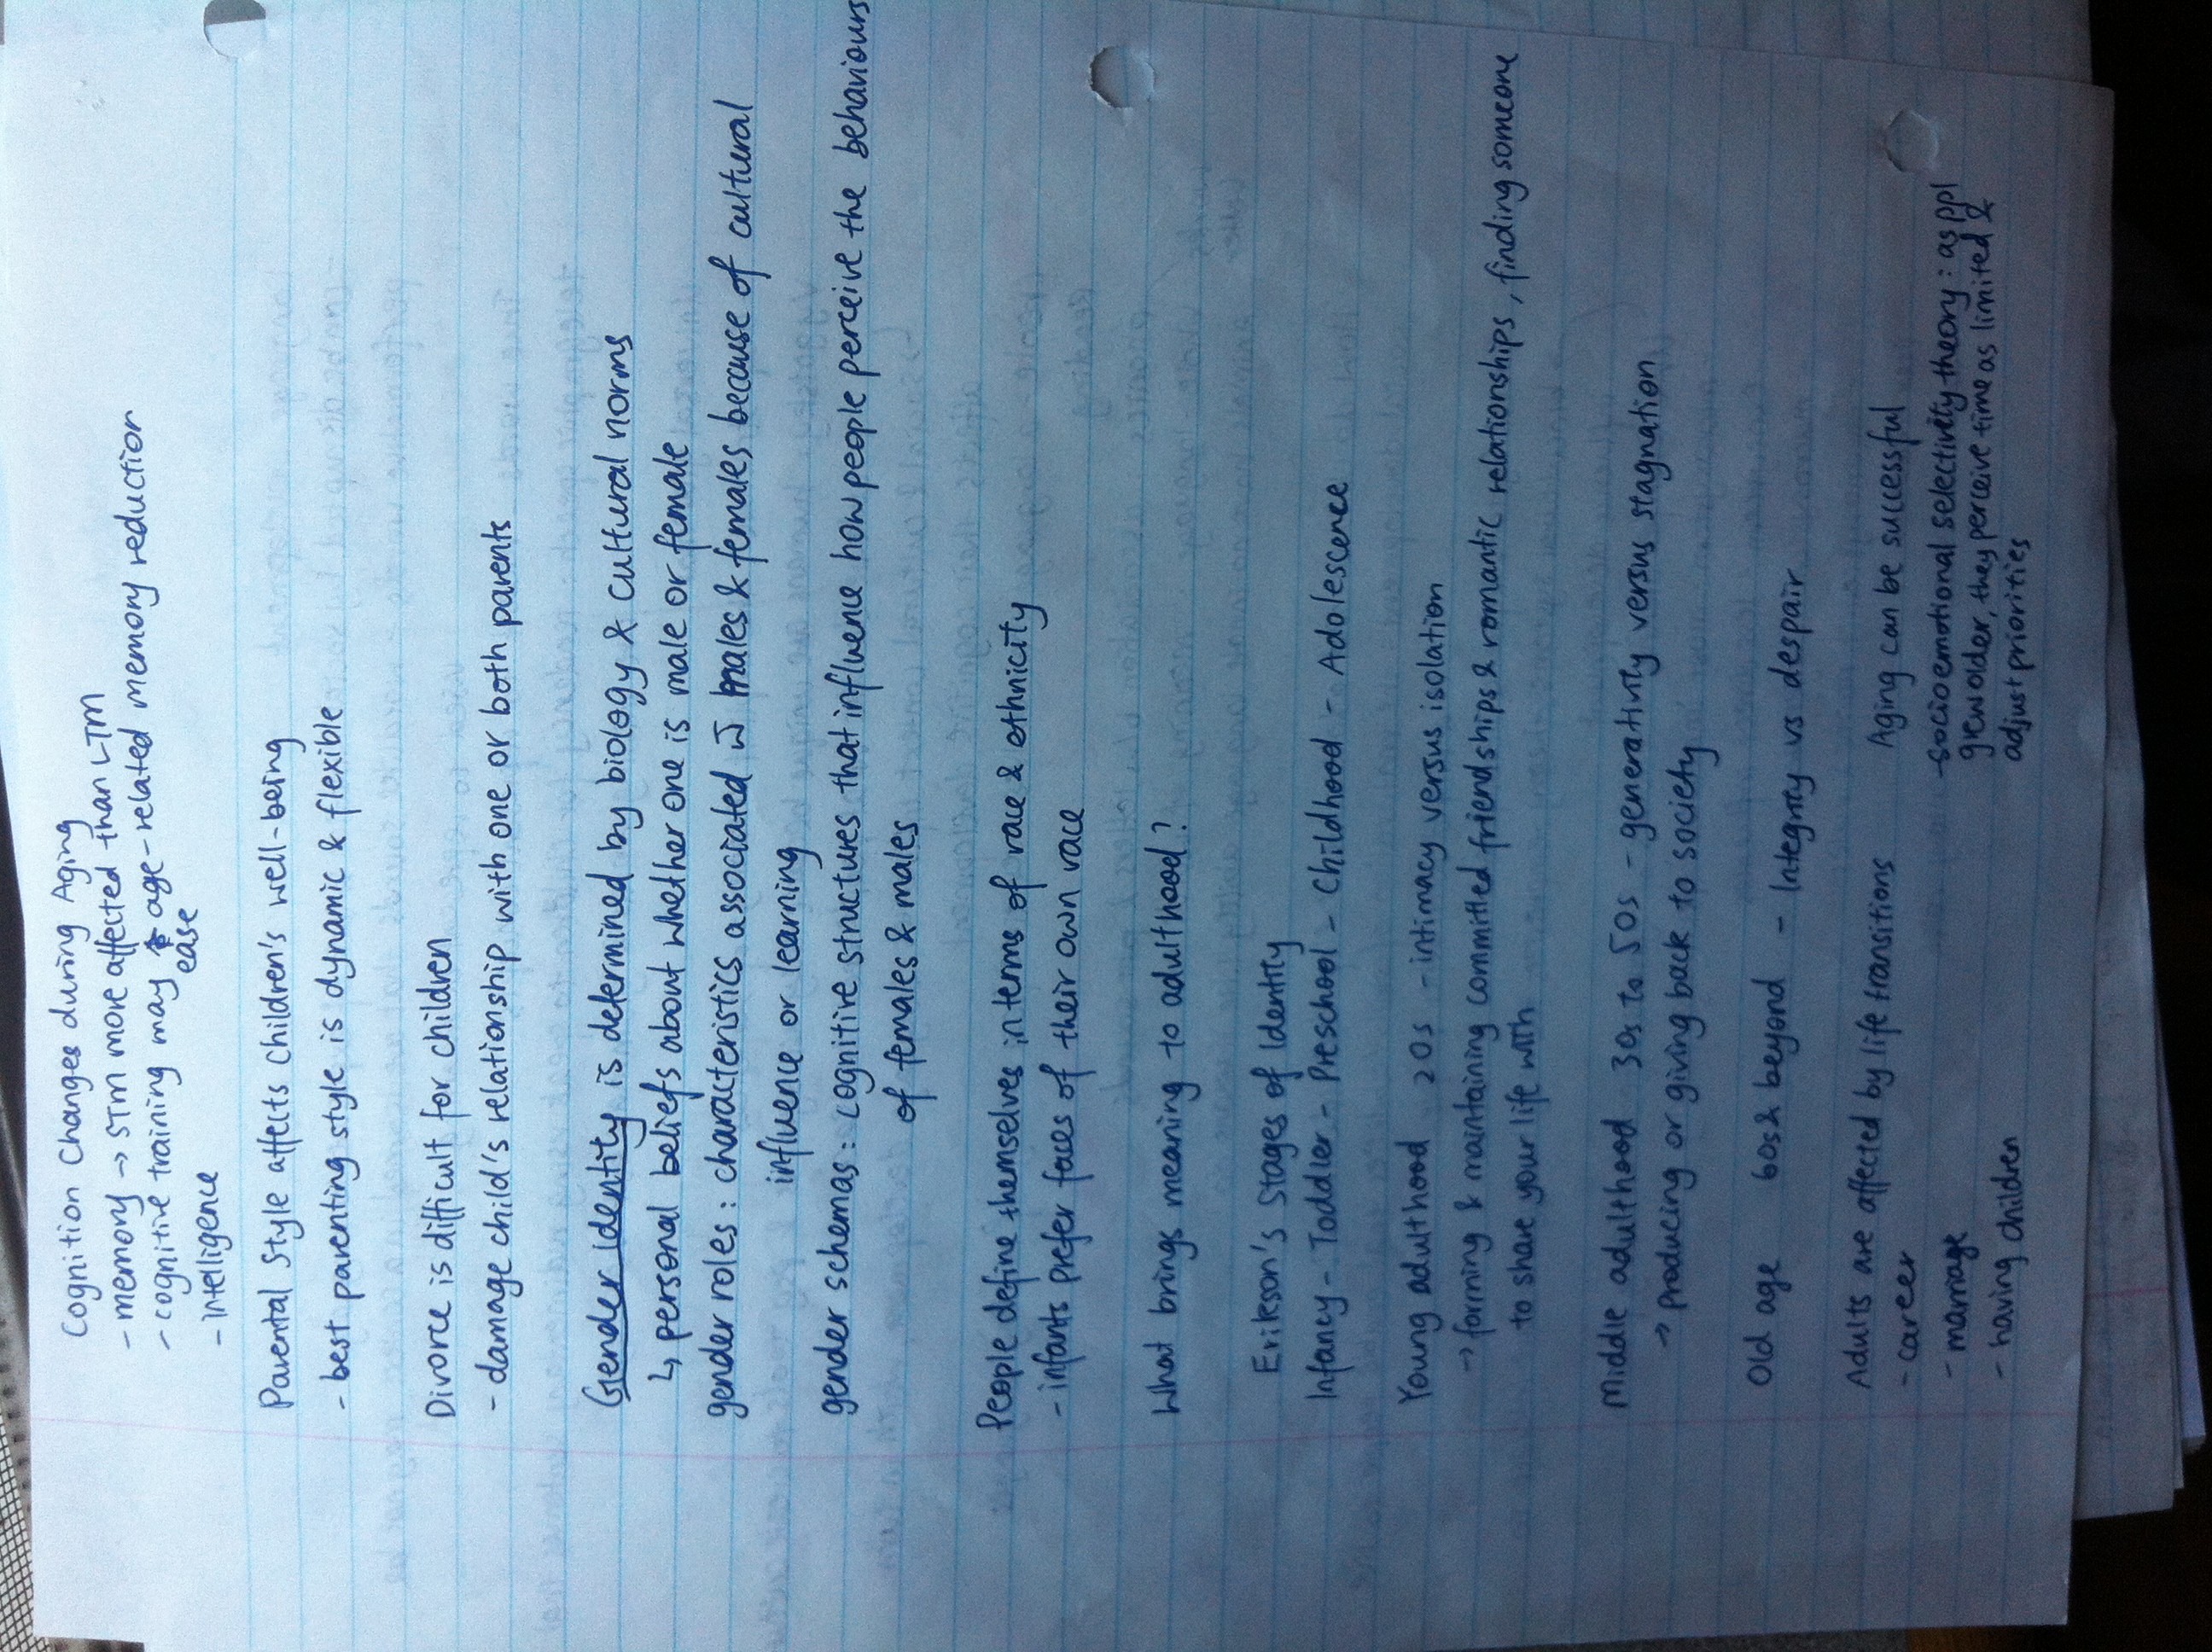 Cognition Changes during Aging
- memory → STM more affected than LTM
- cognitive training may ease age-related memory reduction
- intelligence
Parental Style affects children's well-being
- best parenting style is dynamic & flexible
Divorce is difficult for children
- damage child's relationship with one or both parents
Gender identity is determined by biology & cultural norms
↳ personal beliefs about whether one is male or female
gender roles: characteristics associated w males & females because of cultural
influence or learning
gender schemas: cognitive structures that influence how people perceive the behaviours
of females & males
People define themselves in terms of race & ethnicity
- infants prefer faces of their own race
What brings meaning to adulthood?
Erikson's Stages of Identity
Infancy - Toddler - Preschool - Childhood - Adolescence
Young adulthood 20s - intimacy versus isolation
→ forming & maintaining committed friendships & romantic relationships, finding someone
to share your life with
Middle adulthood 30s to 50s - generativity versus stagnation
→ producing or giving back to society
Old age 60s & beyond - Integrity vs despair
Adults are affected by life transitions
- career
- marriage
- having children
Aging can be successful
- socioemotional selectivity theory: as ppl
grew older, they perceive time as limited &
adjust priorities